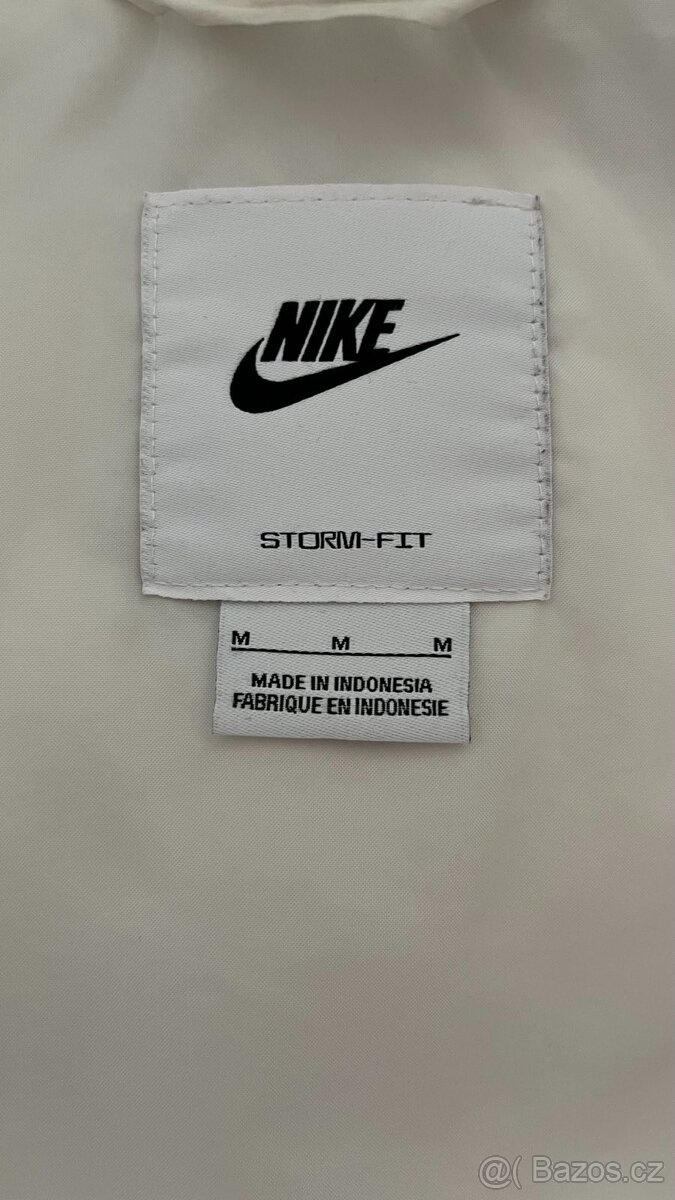 NIKE
STORM-FIT
M M M
MADE IN INDONESIA
FABRIQUE EN INDONESIE
@( Bazos.cz